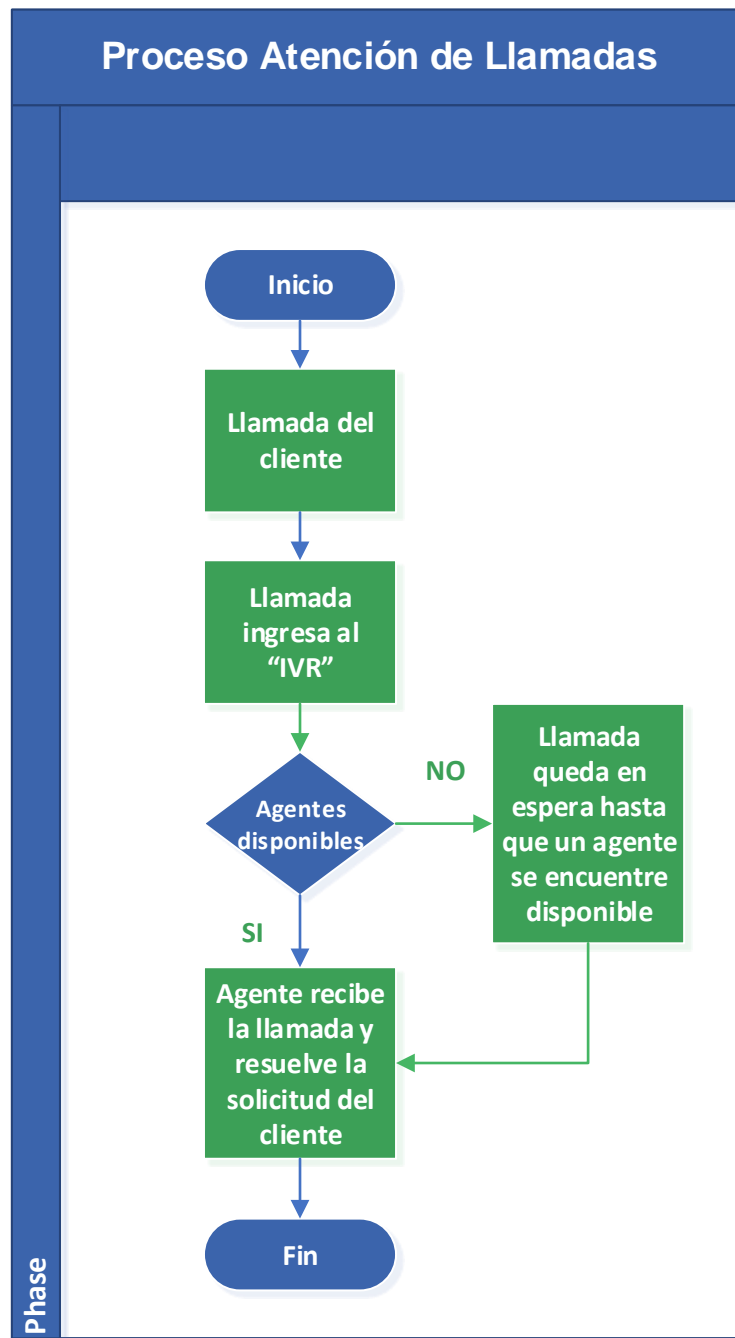 Proceso Atención de Llamadas
Inicio
Llamada del
cliente
Llamada
ingresa al
“IVR”
Agentes
disponibles
NO
Llamada
queda en
espera hasta
que un agente
se encuentre
disponible
SI
Agente recibe
la llamada y
resuelve la
solicitud del
cliente
Fin
Phase